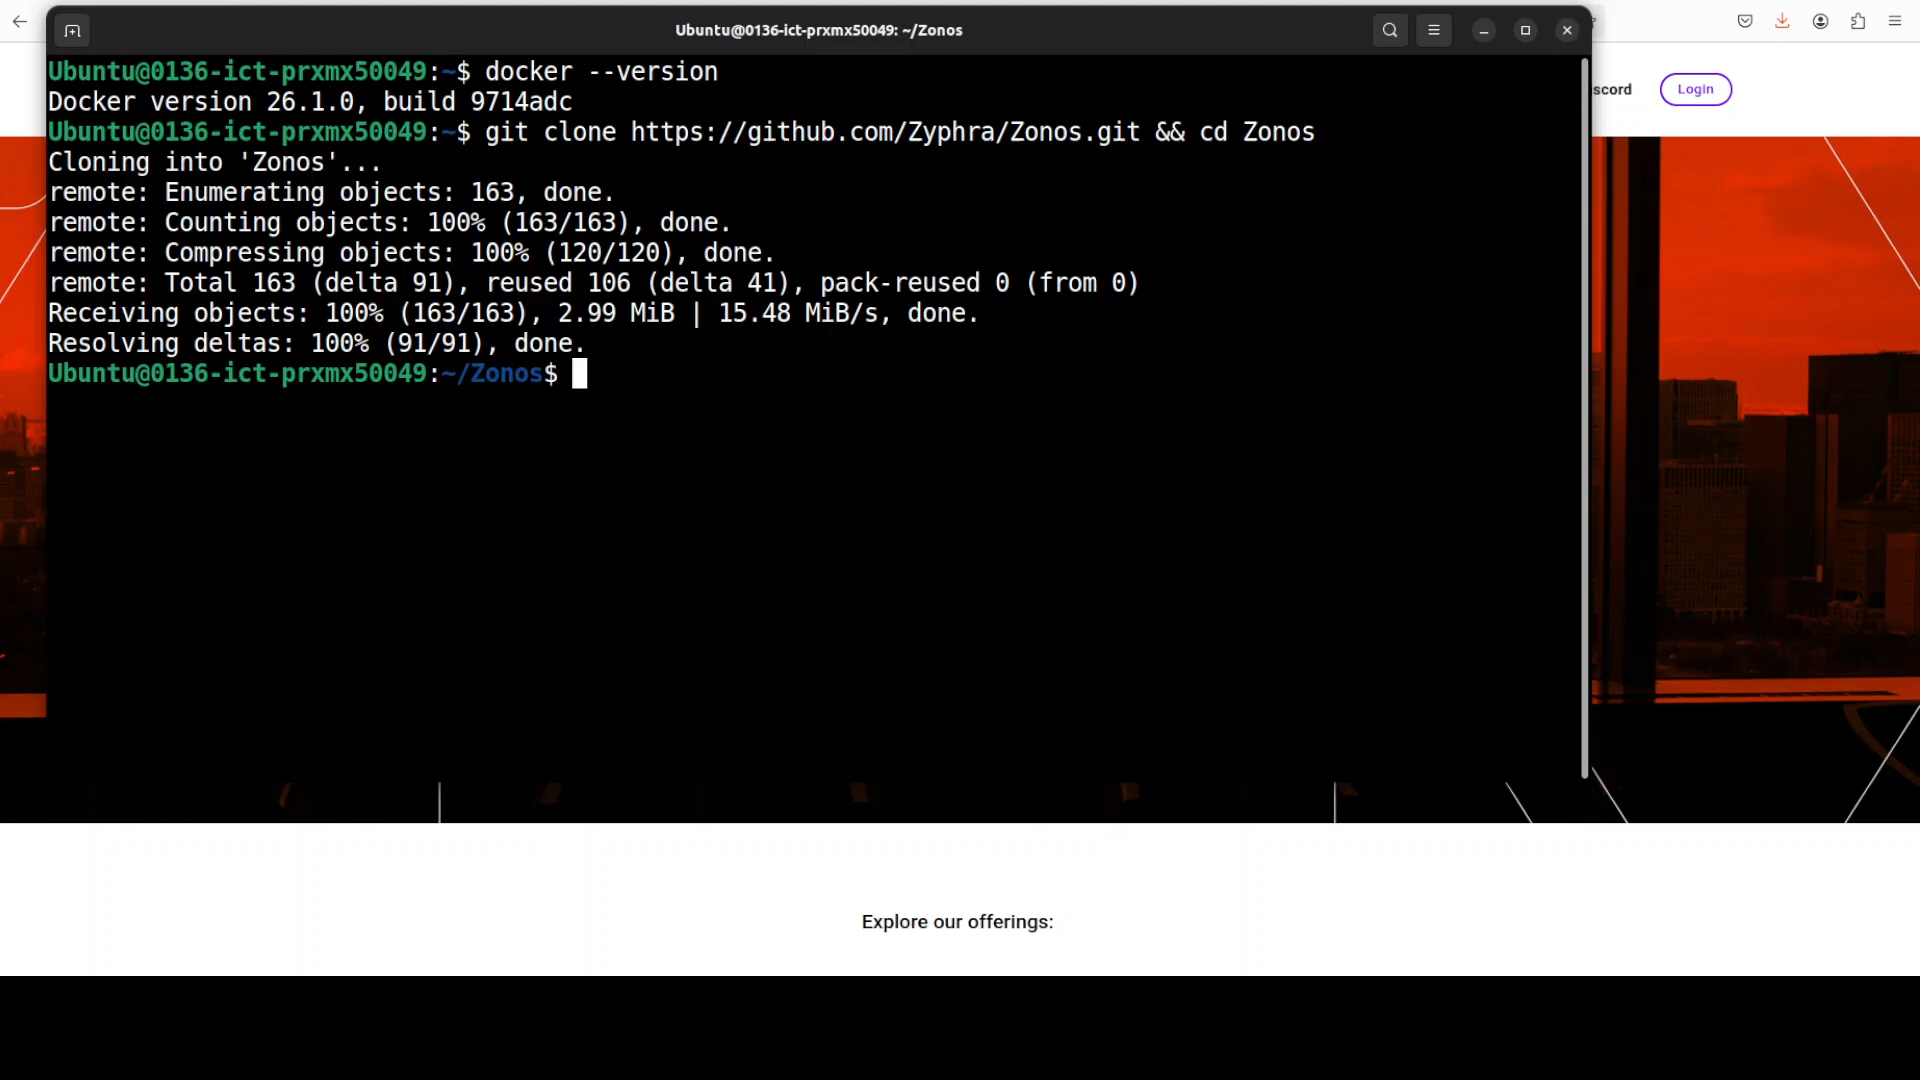 Ubuntu@0136-ict-prxmx50049: ~/Zonos
Ubuntu@0136-ict-prxmx50049:~$ docker --version
Docker version 26.1.0, build 9714adc
Ubuntu@0136-ict-prxmx50049:~$ git clone https://github.com/Zyphra/Zonos.git && cd Zonos
Cloning into 'Zonos'...
remote: Enumerating objects: 163, done.
remote: Counting objects: 100% (163/163), done.
remote: Compressing objects: 100% (120/120), done.
remote: Total 163 (delta 91), reused 106 (delta 41), pack-reused 0 (from 0)
Receiving objects: 100% (163/163), 2.99 MiB | 15.48 MiB/s, done.
Resolving deltas: 100% (91/91), done.
Ubuntu@0136-ict-prxmx50049:~/Zonos$
scord
Login
Explore our offerings: